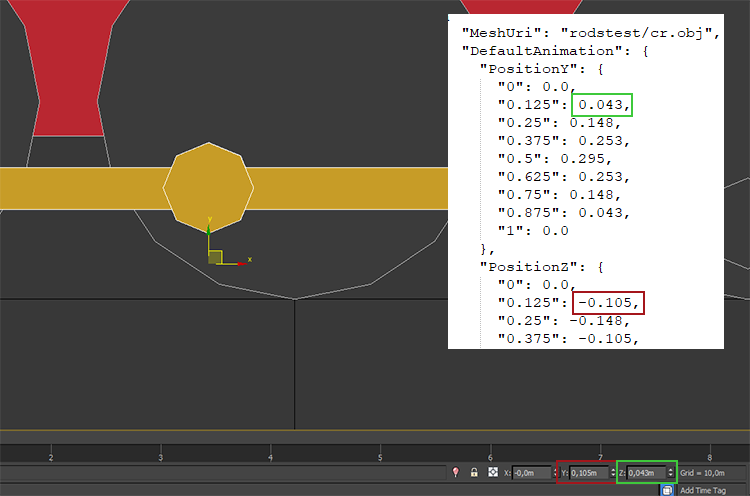 "MeshUri": "rodstest/cr.obj",
"DefaultAnimation": {
"PositionY": {
"0": 0.0,
"0.125": 0.043,
"0.25": 0.148,
"0.375": 0.253,
"0.5": 0.295,
"0.625": 0.253,
"0.75": 0.148,
"0.875": 0.043,
"1": 0.0
},
"PositionZ": {
"0": 0.0,
"0.125": -0.105,
"0.25": -0.148,
"0.375": -0.105,
Y
x
2 3 4 5 6 7 8
X: -0,0m Y: 0,105m Z: 0,043m Grid = 10,0m
Add Time Tag